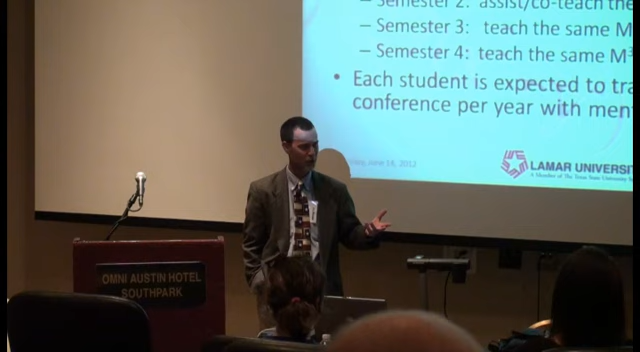 Semester 2: assist/co-teach the
– Semester 3: teach the same M
– Semester 4: teach the same M³
• Each student is expected to tra
conference per year with men
June 14, 2012
LAMAR UNIVERSI
A Member of The Texas State University
OMNI AUSTIN HOTEL
SOUTHPARK